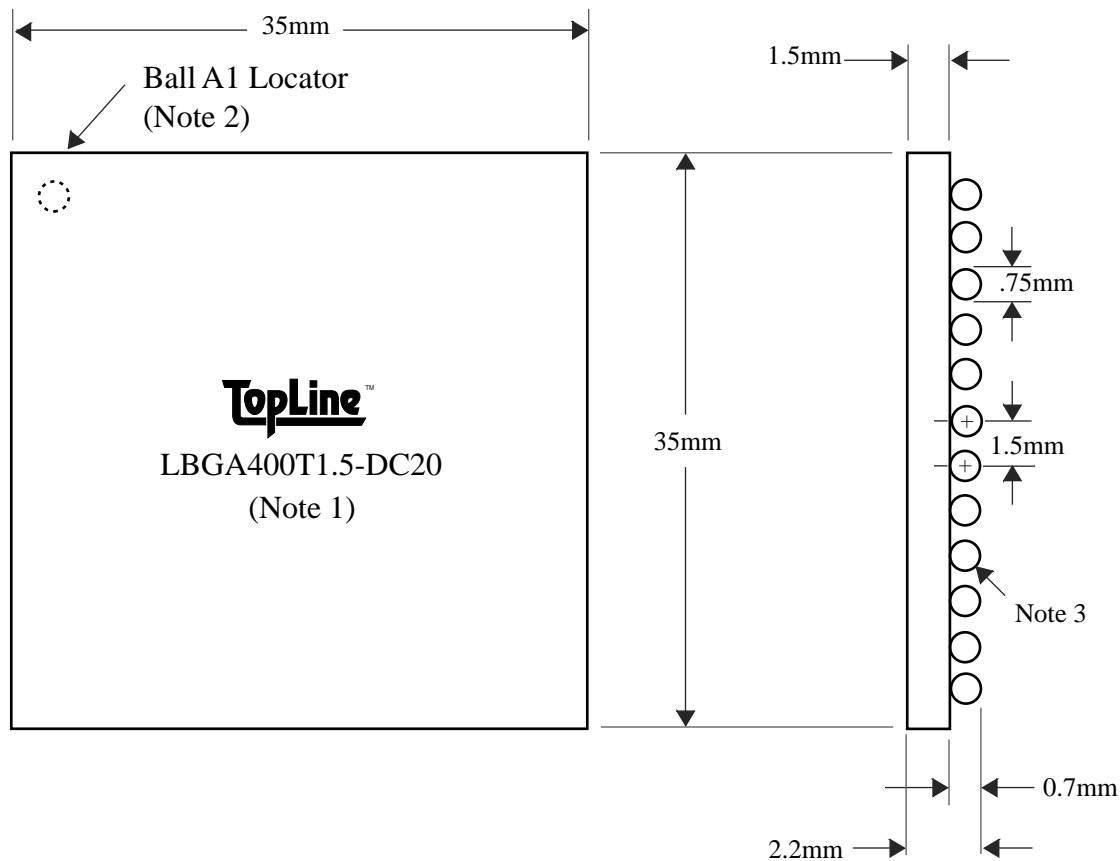 35mm
1.5mm
Ball A1 Locator
(Note 2)
.75mm
TopLine™
35mm
1.5mm
LBGA400T1.5-DC20
(Note 1)
Note 3
0.7mm
2.2mm